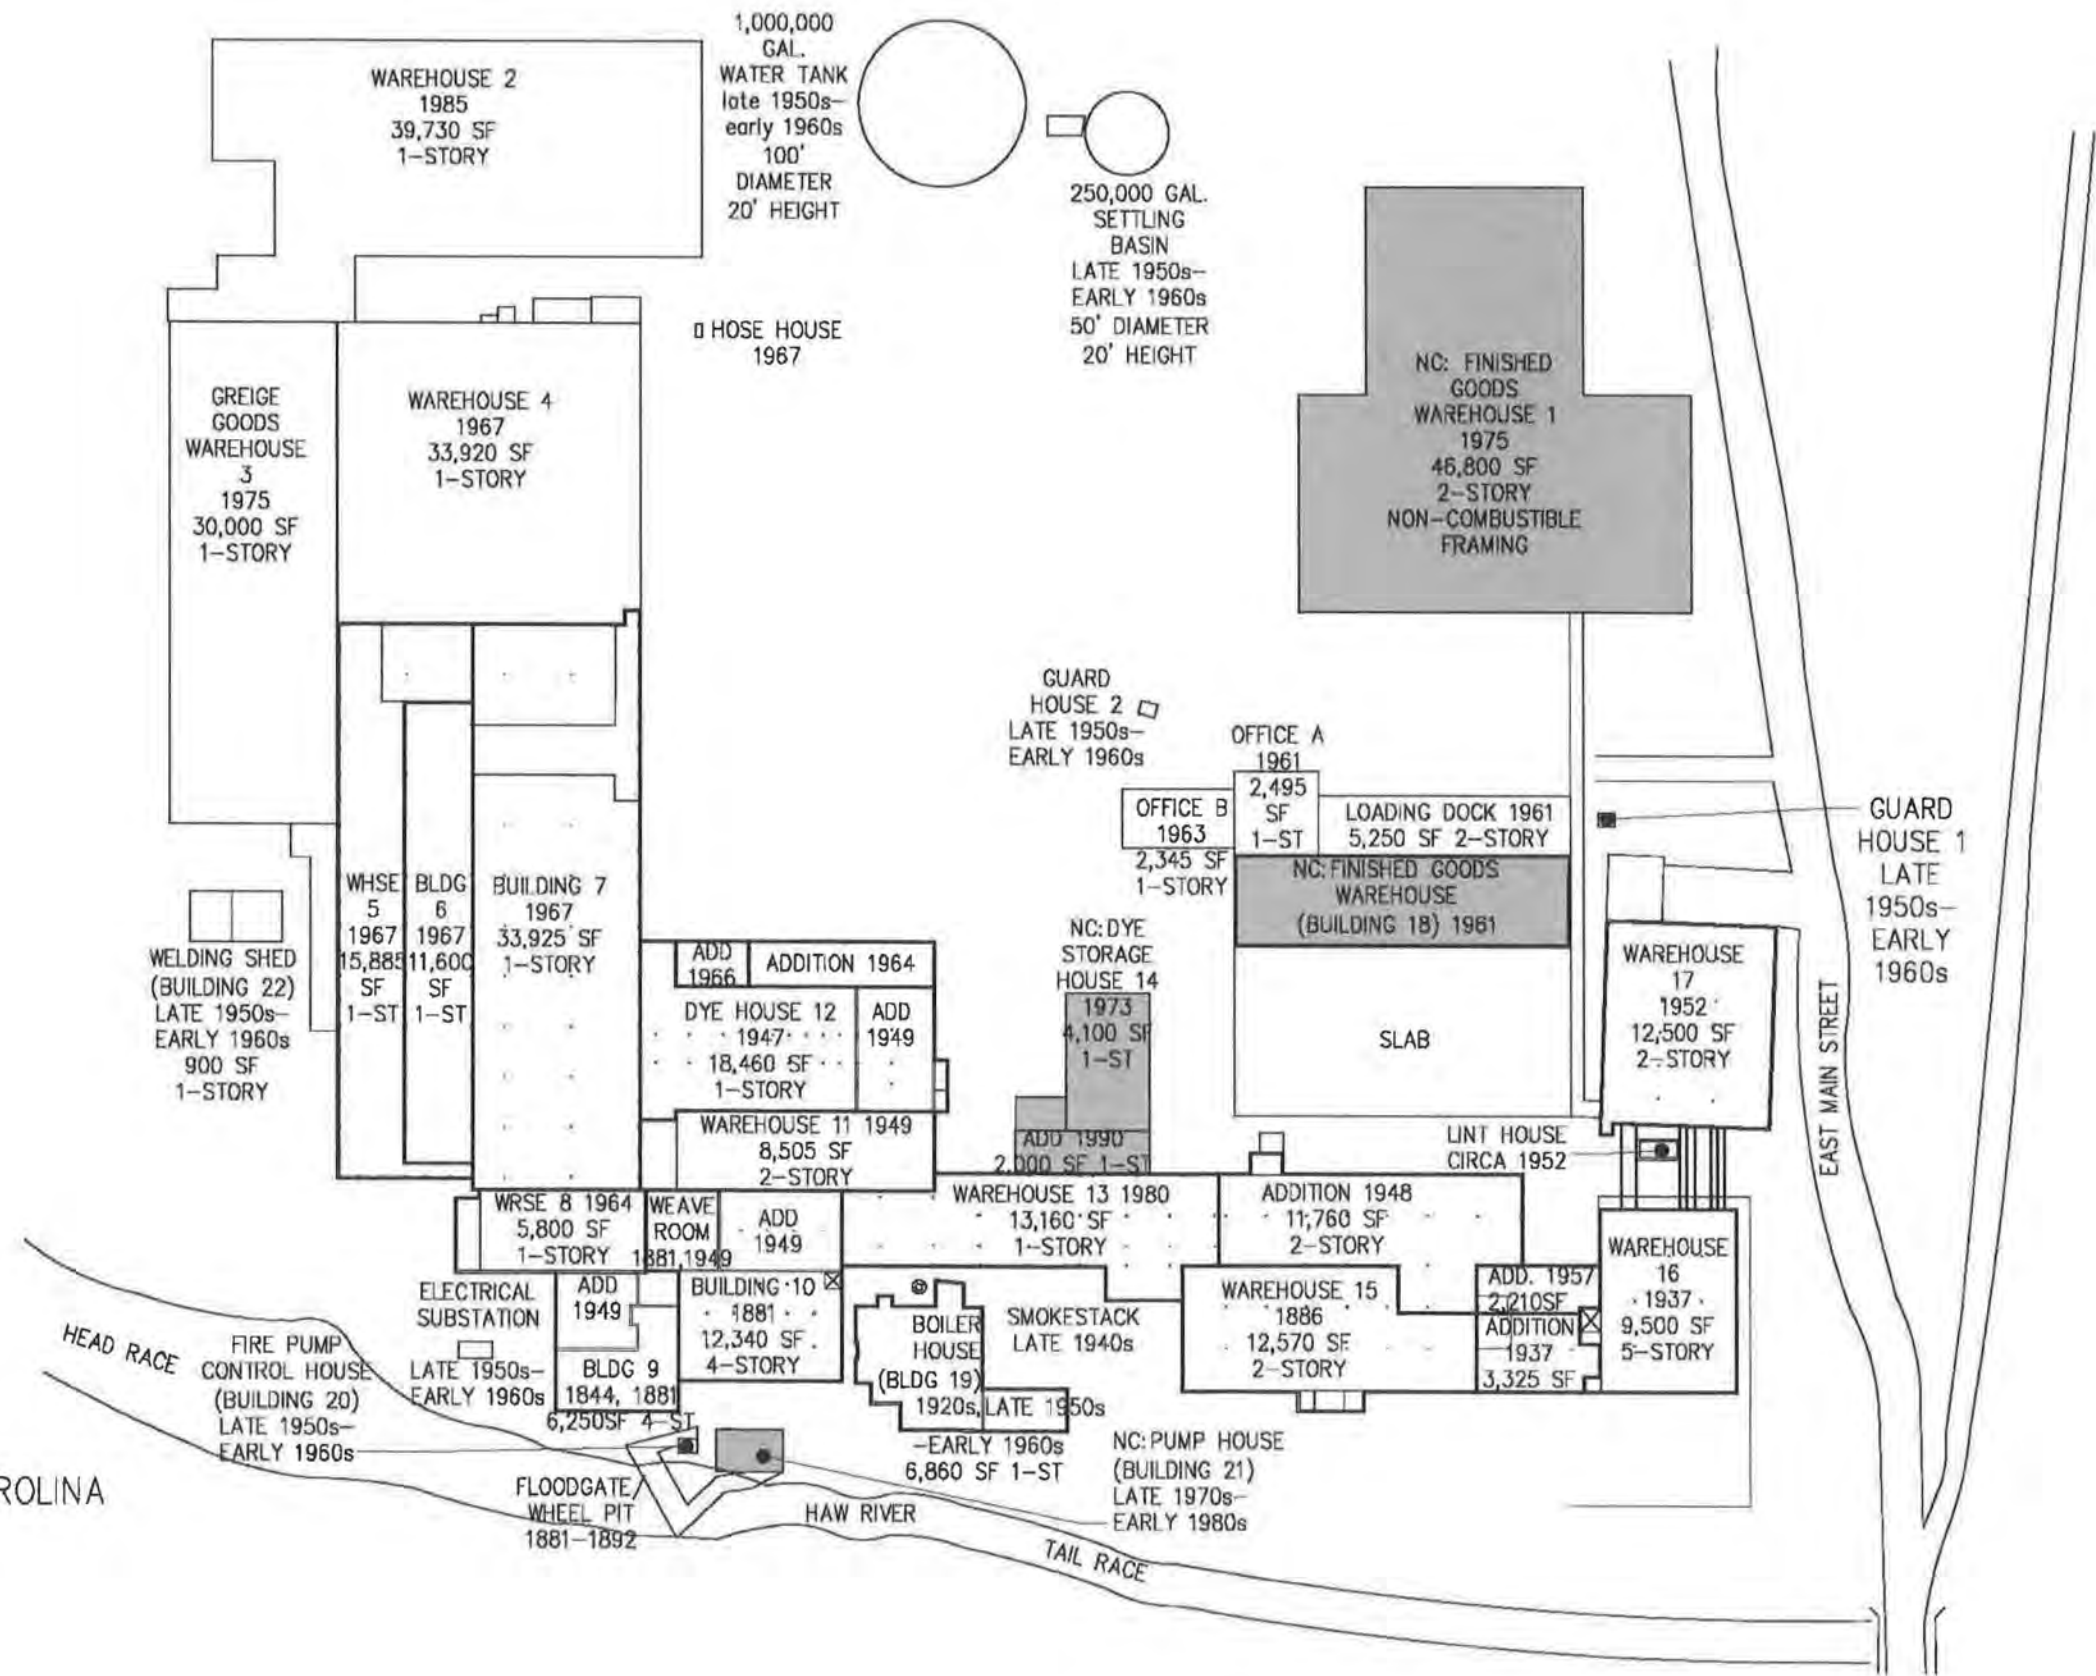 1,000,000
GAL.
WATER TANK
late 1950s–
early 1960s
100'
DIAMETER
20' HEIGHT
WAREHOUSE 2
1985
39,730 SF
1–STORY
250,000 GAL.
SETTLING
BASIN
LATE 1950s–
EARLY 1960s
50' DIAMETER
20' HEIGHT
HOSE HOUSE
1967
GREIGE
GOODS
WAREHOUSE
3
1975
30,000 SF
1–STORY
WAREHOUSE 4
1967
33,920 SF
1–STORY
NC: FINISHED
GOODS
WAREHOUSE 1
1975
46,800 SF
2–STORY
NON–COMBUSTIBLE
FRAMING
GUARD
HOUSE 2
LATE 1950s–
EARLY 1960s
OFFICE A
1961
2,495
SF
1–ST
OFFICE B
1963
2,345 SF
1–STORY
LOADING DOCK 1961
5,250 SF 2–STORY
NC: FINISHED GOODS
WAREHOUSE
(BUILDING 18) 1961
GUARD
HOUSE 1
LATE
1950s–
EARLY
1960s
WHSE
5
1967
15,885
SF
1–ST
BLDG
6
1967
11,600
SF
1–ST
BUILDING 7
1967
33,925 SF
1–STORY
WELDING SHED
(BUILDING 22)
LATE 1950s–
EARLY 1960s
900 SF
1–STORY
ADD
1966
ADDITION 1964
DYE HOUSE 12
1947
18,460 SF
1–STORY
ADD
1949
NC: DYE
STORAGE
HOUSE 14
1973
4,100 SF
1–ST
ADD 1990
2,000 SF 1–ST
SLAB
WAREHOUSE
17
1952
12,500 SF
2–STORY
EAST MAIN STREET
WAREHOUSE 11 1949
8,505 SF
2–STORY
LINT HOUSE
CIRCA 1952
WRSE 8 1964
5,800 SF
1–STORY
WEAVE
ROOM
1881,1949
ADD
1949
WAREHOUSE 13 1980
13,160 SF
1–STORY
ADDITION 1948
11,760 SF
2–STORY
WAREHOUSE
16
1937
9,500 SF
5–STORY
ELECTRICAL
SUBSTATION
LATE 1950s–
EARLY 1960s
ADD
1949
BLDG 9
1844, 1881
6,250SF 4–ST
BUILDING 10
1881
12,340 SF
4–STORY
BOILER
HOUSE
(BLDG 19)
1920s, LATE 1950s
–EARLY 1960s
6,860 SF 1–ST
SMOKESTACK
LATE 1940s
WAREHOUSE 15
1886
12,570 SF
2–STORY
ADD. 1957
2,210SF
ADDITION
1937
3,325 SF
HEAD RACE
FIRE PUMP
CONTROL HOUSE
(BUILDING 20)
LATE 1950s–
EARLY 1960s
FLOODGATE/
WHEEL PIT
1881–1892
NC: PUMP HOUSE
(BUILDING 21)
LATE 1970s–
EARLY 1980s
HAW RIVER
TAIL RACE
ROLINA